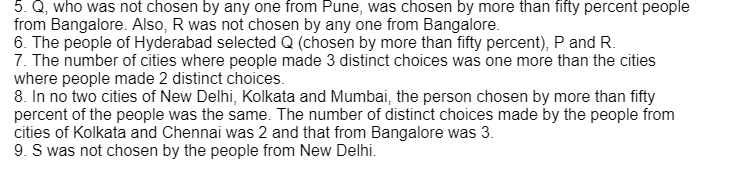 5. Q, who was not chosen by any one from Pune, was chosen by more than fifty percent people
from Bangalore. Also, R was not chosen by any one from Bangalore.
6. The people of Hyderabad selected Q (chosen by more than fifty percent), P and R.
7. The number of cities where people made 3 distinct choices was one more than the cities
where people made 2 distinct choices.
8. In no two cities of New Delhi, Kolkata and Mumbai, the person chosen by more than fifty
percent of the people was the same. The number of distinct choices made by the people from
cities of Kolkata and Chennai was 2 and that from Bangalore was 3.
9. S was not chosen by the people from New Delhi.